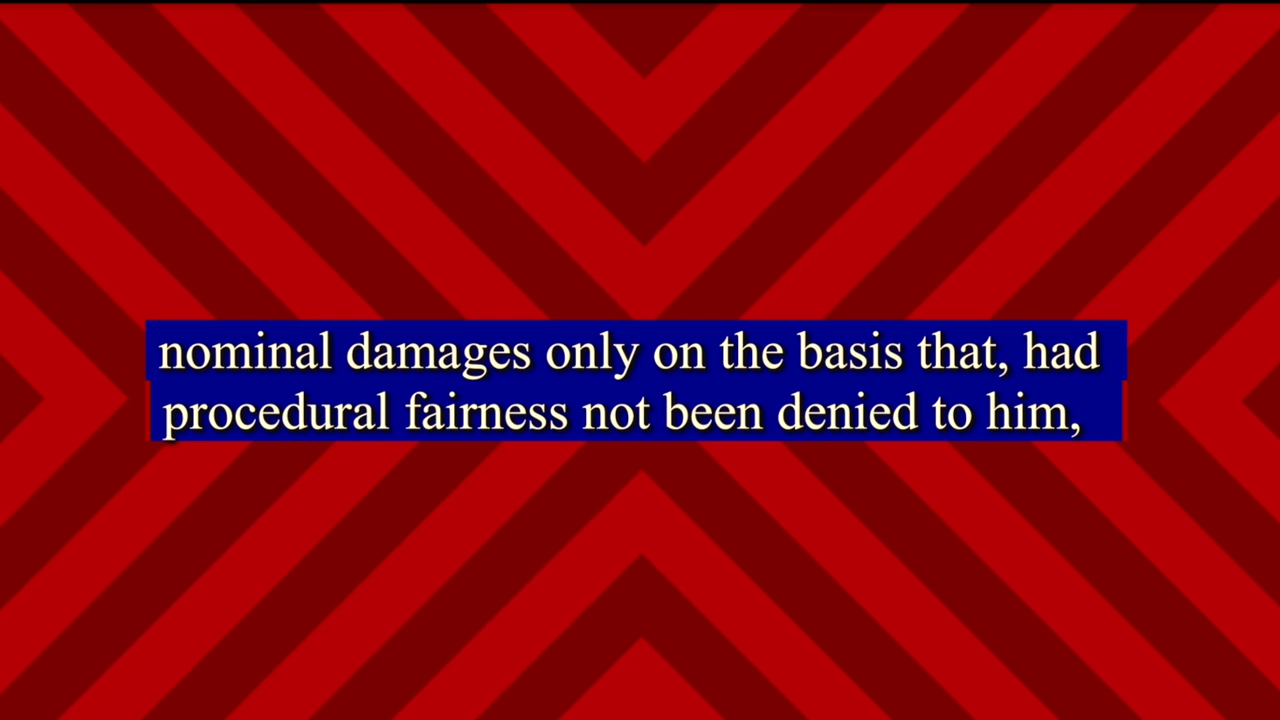 nominal damages only on the basis that, had
procedural fairness not been denied to him,